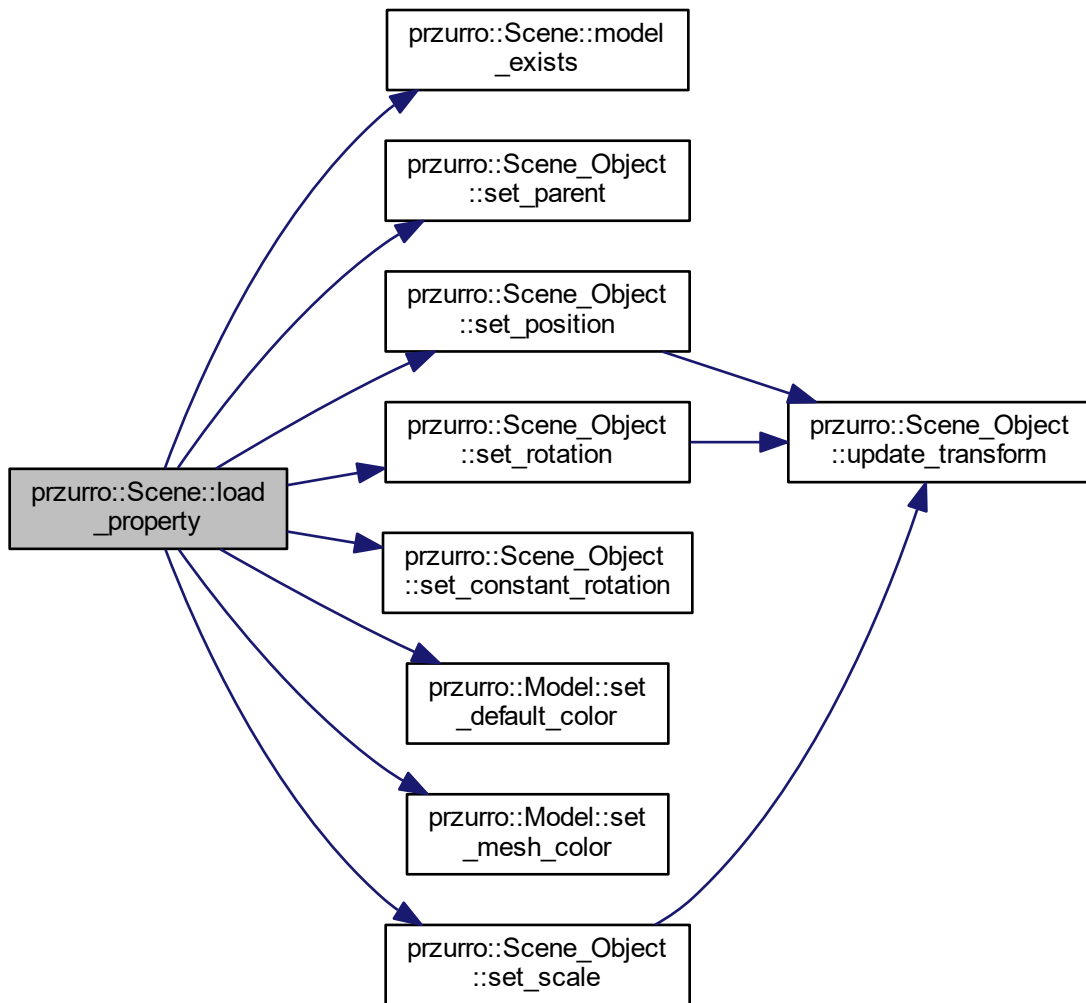 przurro::Scene::model
_exists
przurro::Scene_Object
::set_parent
przurro::Scene_Object
::set_position
przurro::Scene_Object
::set_rotation
przurro::Scene_Object
::update_transform
przurro::Scene::load
_property
przurro::Scene_Object
::set_constant_rotation
przurro::Model::set
_default_color
przurro::Model::set
_mesh_color
przurro::Scene_Object
::set_scale